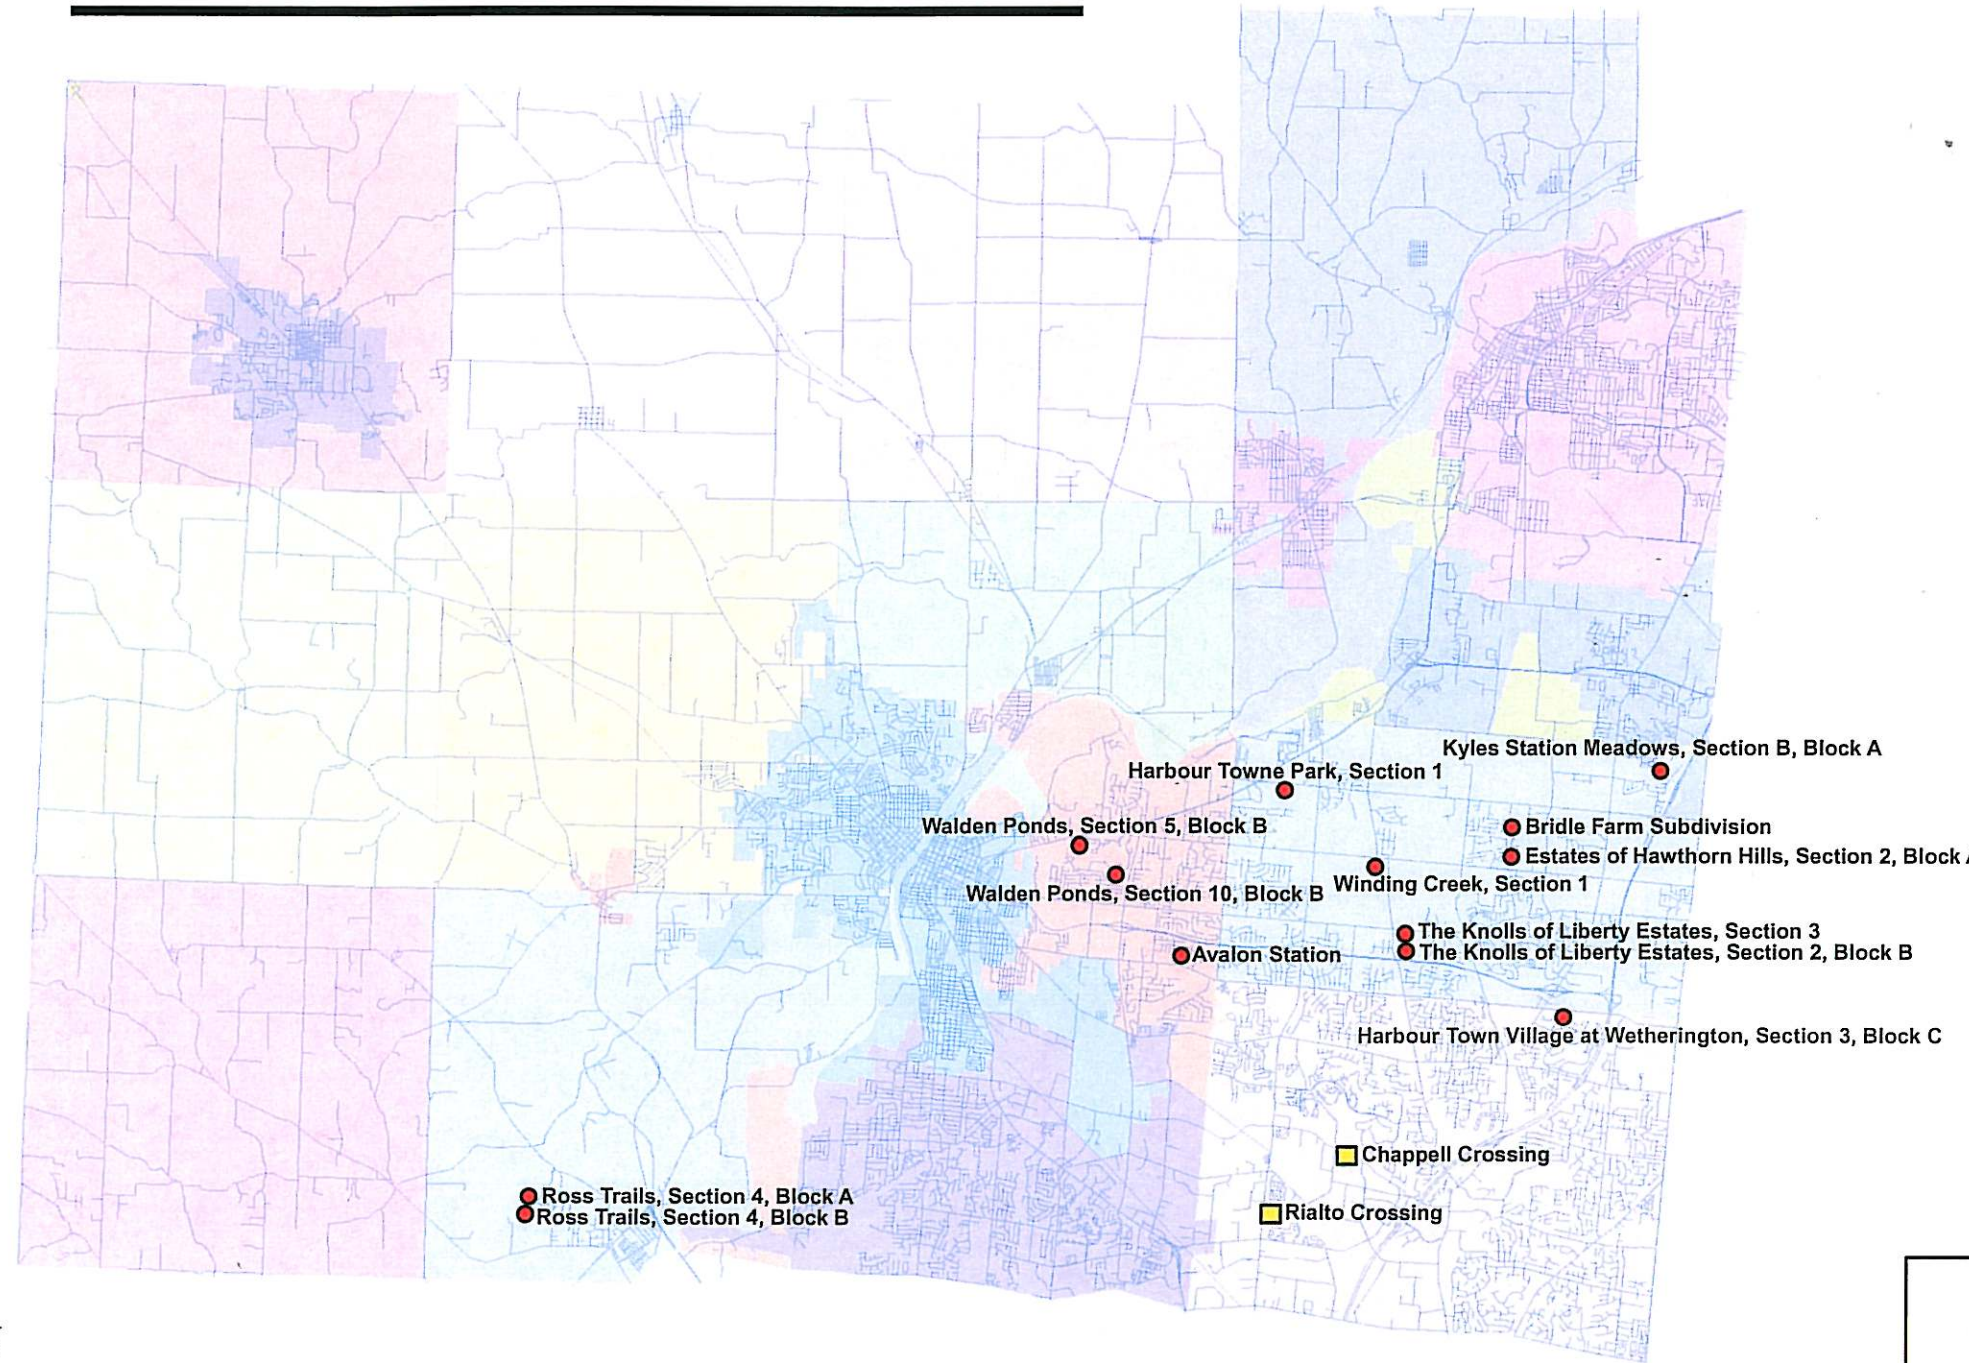 Kyles Station Meadows, Section B, Block A
Harbour Towne Park, Section 1
Walden Ponds, Section 5, Block B
Bridle Farm Subdivision
Estates of Hawthorn Hills, Section 2, Block
Winding Creek, Section 1
Walden Ponds, Section 10, Block B
The Knolls of Liberty Estates, Section 3
The Knolls of Liberty Estates, Section 2, Block B
Avalon Station
Harbour Town Village at Wetherington, Section 3, Block C
Chappell Crossing
Ross Trails, Section 4, Block A
Ross Trails, Section 4, Block B
Rialto Crossing